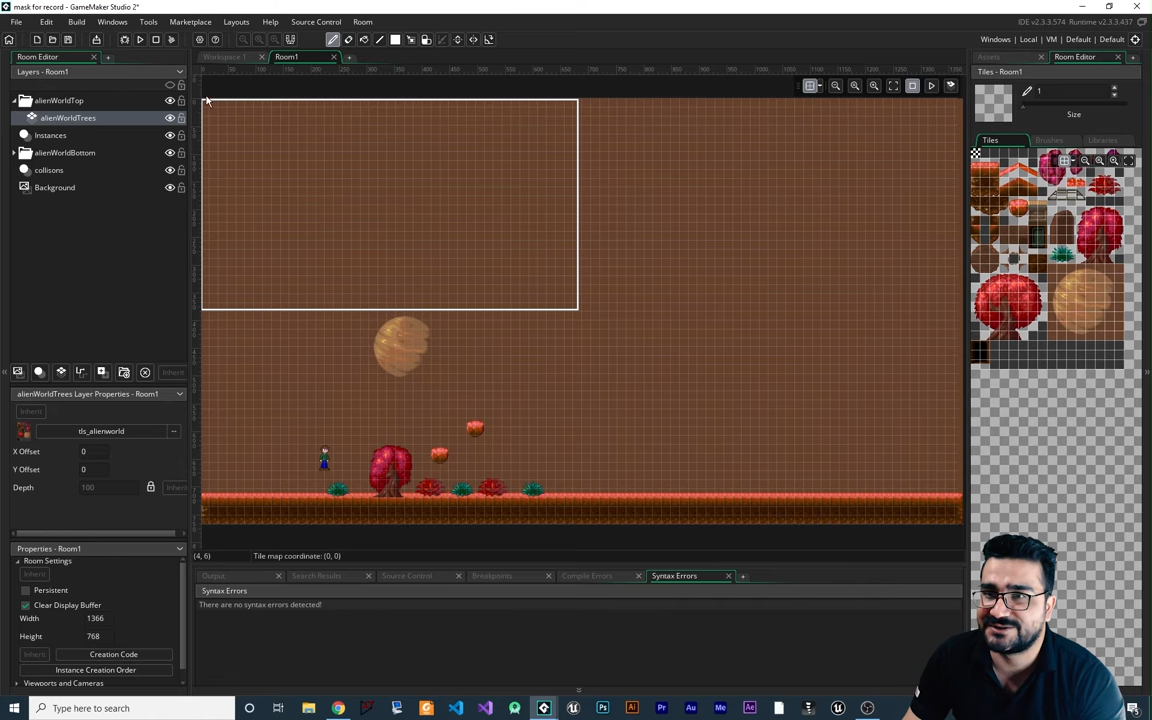 mask for record - GameMaker Studio 2*
File Edit Build Windows Tools Marketplace Layouts Help Source Control Room
IDE v2.3.3.574 Runtime v2.3.3.437
Windows | Local | VM | Default | Default
Room Editor
Workspace 1
Room1
Assets
Room Editor
Layers - Room1
alienWorldTop
alienWorldTrees
Instances
alienWorldBottom
collisons
Background
Inherit
alienWorldTrees Layer Properties - Room1
Inherit
tls_alienworld
X Offset 0
Y Offset 0
Depth 100 Inherit
Properties - Room1
Room Settings
Inherit
Persistent
Clear Display Buffer
Width 1366
Height 768
Inherit Creation Code
Instance Creation Order
Viewports and Cameras
(4, 6) Tile map coordinate: (0, 0)
Output Search Results Source Control Breakpoints Compile Errors Syntax Errors
Syntax Errors
There are no syntax errors detected!
Tiles - Room1
1
Size
Tiles Brushes Libraries
Type here to search